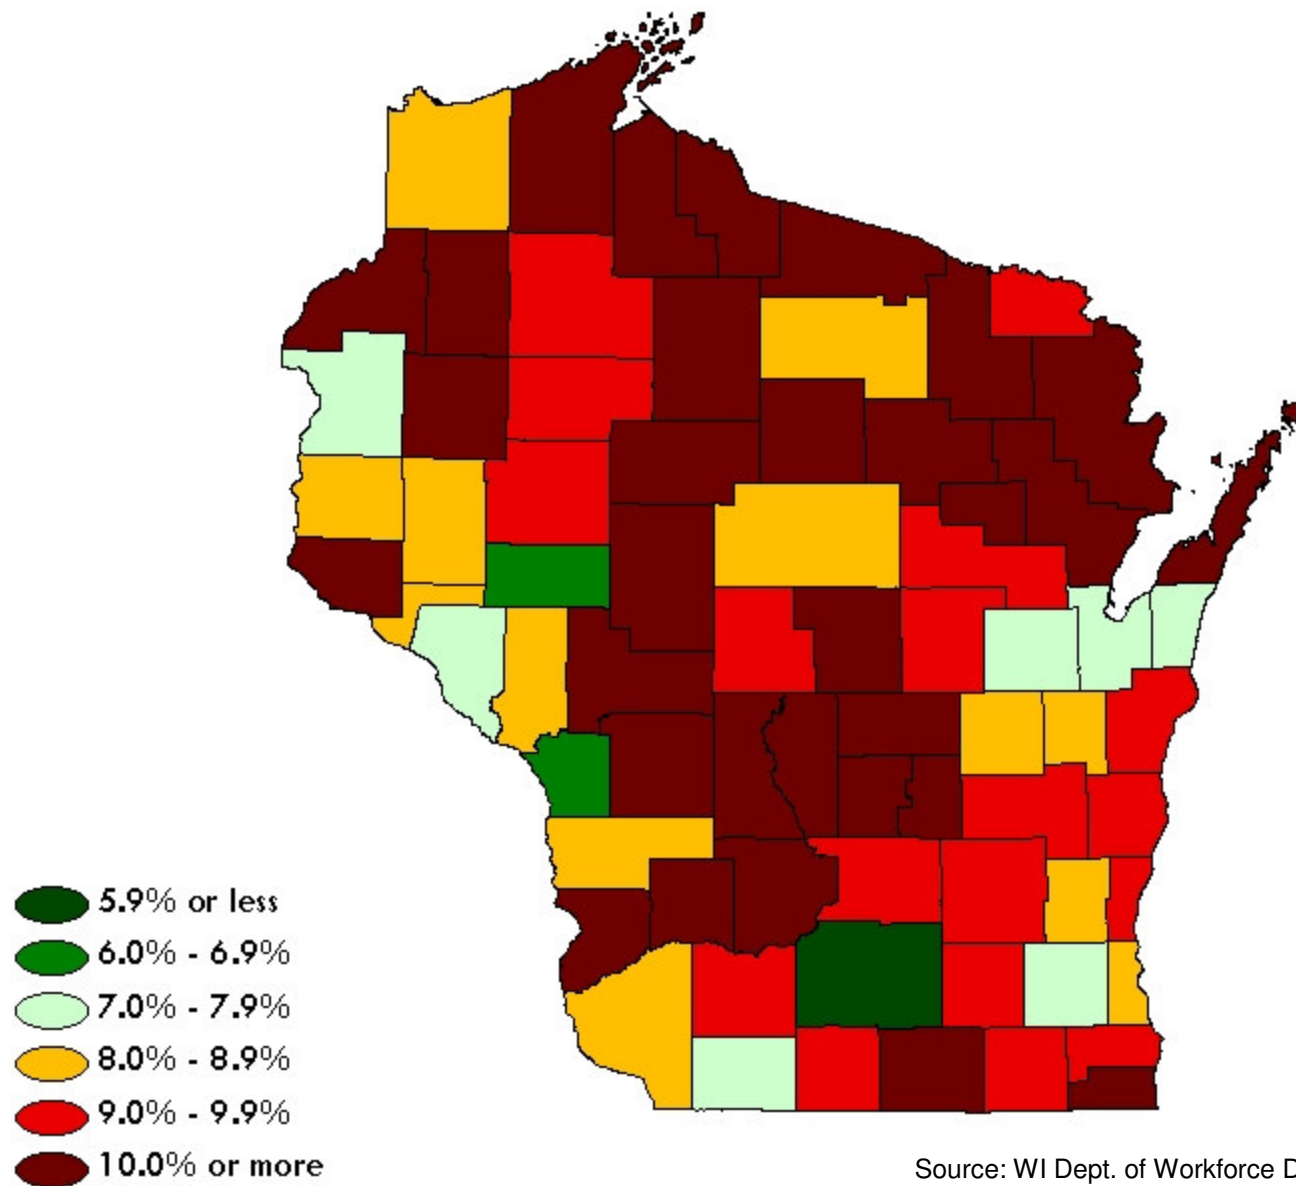 5.9% or less
6.0% - 6.9%
7.0% - 7.9%
8.0% - 8.9%
9.0% - 9.9%
10.0% or more
Source: WI Dept. of Workforce D